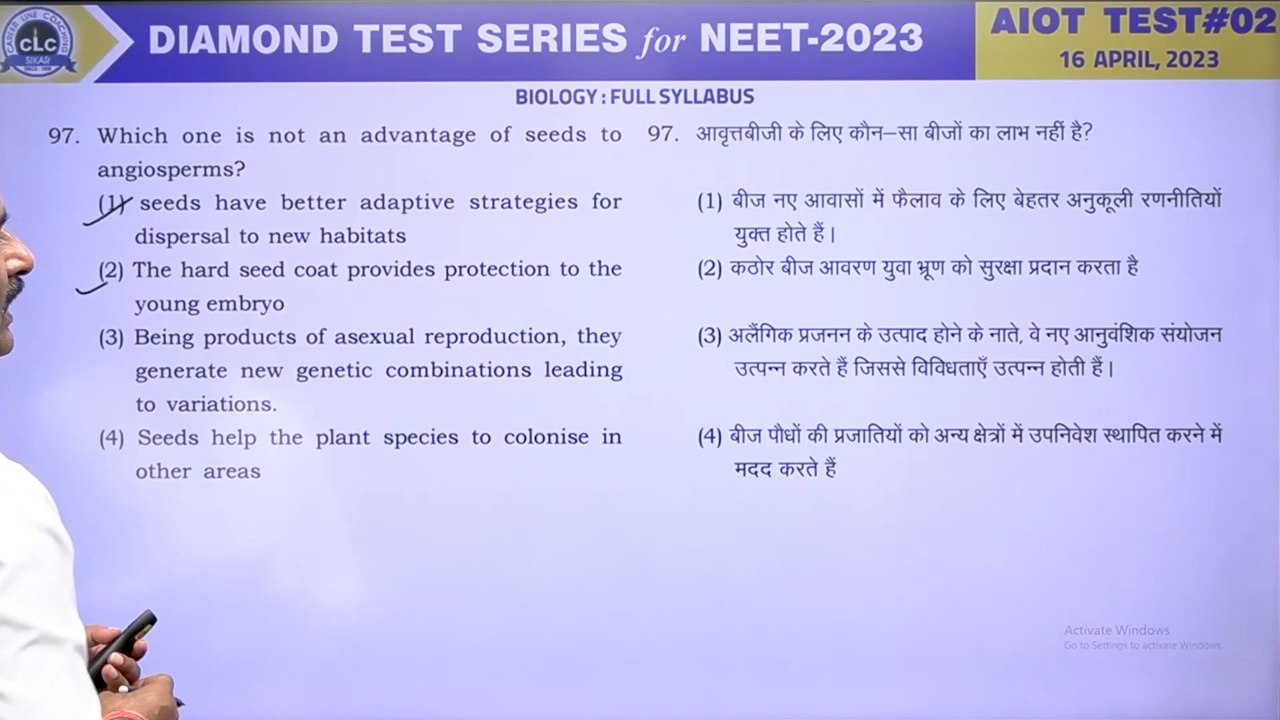 CAREER LINE COACHING
CLC
SIKAR
DIAMOND TEST SERIES for NEET-2023
AIOT TEST#02
16 APRIL, 2023
BIOLOGY : FULL SYLLABUS
97. Which one is not an advantage of seeds to
angiosperms?
(1) seeds have better adaptive strategies for
dispersal to new habitats
(2) The hard seed coat provides protection to the
young embryo
(3) Being products of asexual reproduction, they
generate new genetic combinations leading
to variations.
(4) Seeds help the plant species to colonise in
other areas
97. आवृत्तबीजी के लिए कौन–सा बीजों का लाभ नहीं है?
(1) बीज नए आवासों में फैलाव के लिए बेहतर अनुकूली रणनीतियों
युक्त होते हैं।
(2) कठोर बीज आवरण युवा भ्रूण को सुरक्षा प्रदान करता है
(3) अलैंगिक प्रजनन के उत्पाद होने के नाते, वे नए आनुवंशिक संयोजन
उत्पन्न करते हैं जिससे विविधताएँ उत्पन्न होती हैं।
(4) बीज पौधों की प्रजातियों को अन्य क्षेत्रों में उपनिवेश स्थापित करने में
मदद करते हैं
Activate Windows
Go to Settings to activate Windows.